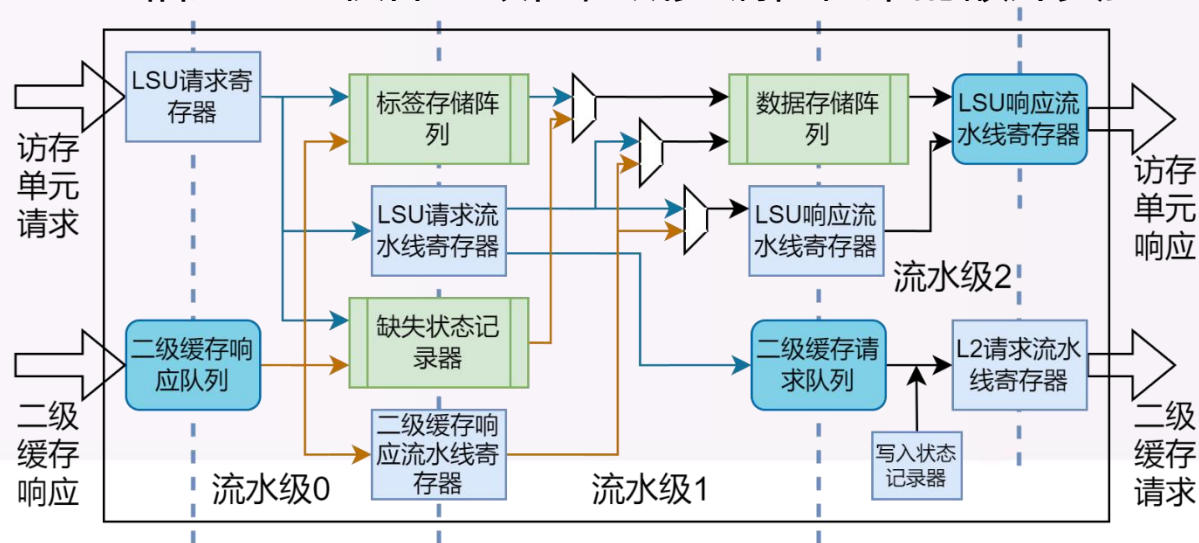 LSU请求寄
存器
标签存储阵
列
数据存储阵
列
LSU响应流
水线寄存器
访存
单元
请求
访存
单元
响应
LSU请求流
水线寄存器
LSU响应流
水线寄存器
流水级2
缺失状态记
录器
二级缓存响
应队列
二级缓存请
求队列
L2请求流水
线寄存器
二级
缓存
响应
二级缓存响
应流水线寄
存器
写入状态
记录器
二级
缓存
请求
流水级0
流水级1